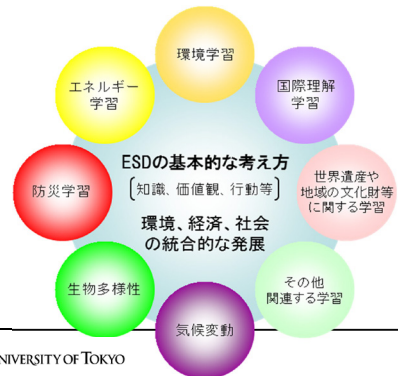 環境学習
エネルギー
学習
国際理解
学習
ESDの基本的な考え方
[知識、価値観、行動等]
環境、経済、社会
の統合的な発展
防災学習
世界遺産や
地域の文化財等
に関する学習
生物多様性
その他
関連する学習
気候変動
NIVERSITY OF TOKYO